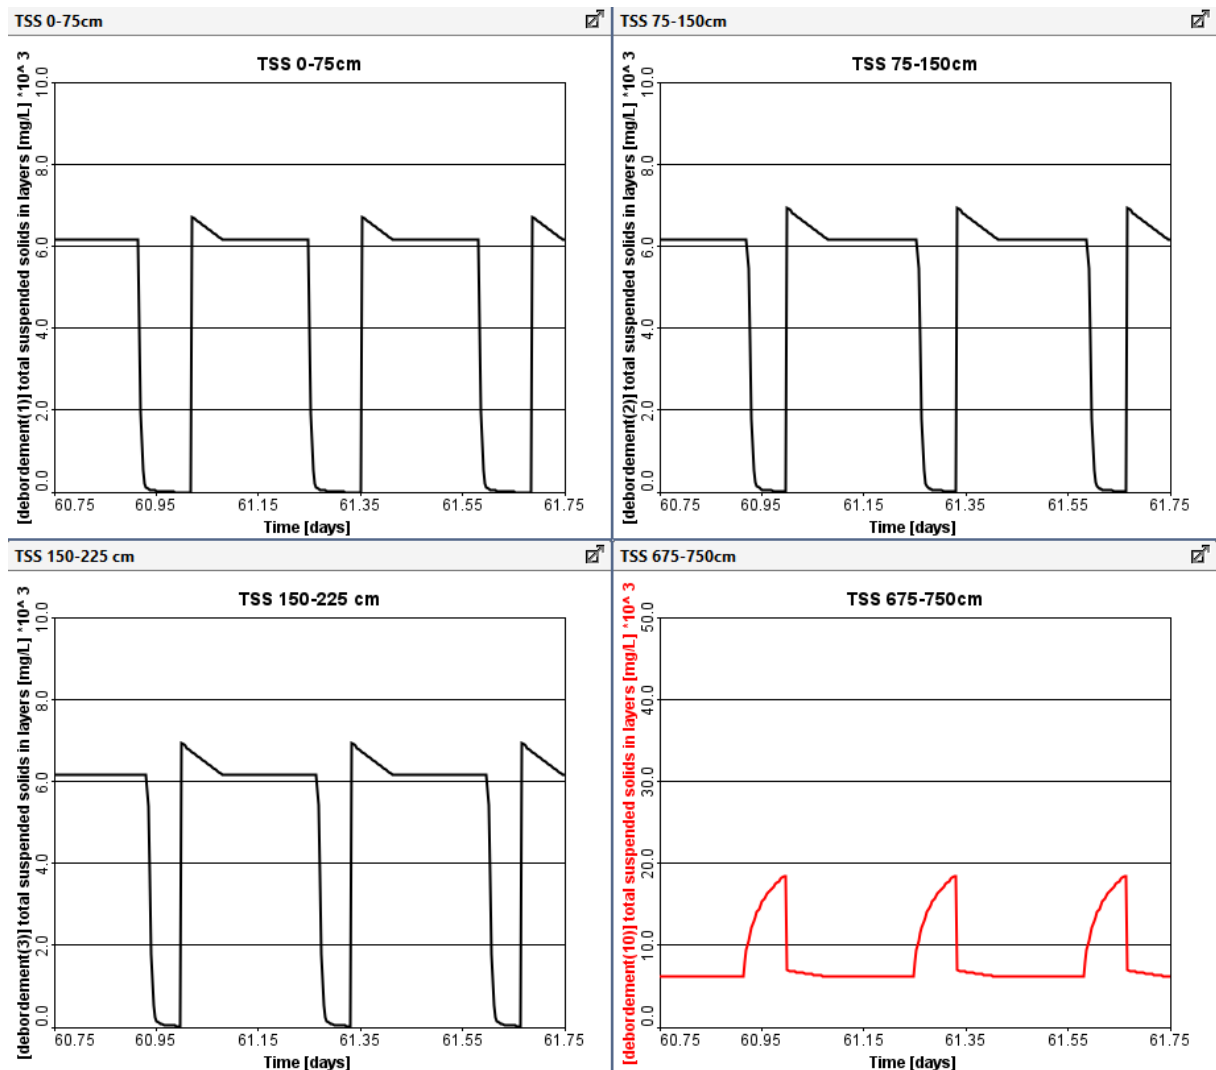 TSS 0-75cm
TSS 0-75cm
[debordement(1)] total suspended solids in layers [mg/L] *10^ 3
10.0
8.0
6.0
4.0
2.0
0.0
60.75 60.95 61.15 61.35 61.55 61.75
Time [days]
TSS 75-150cm
TSS 75-150cm
[debordement(2)] total suspended solids in layers [mg/L] *10^ 3
10.0
8.0
6.0
4.0
2.0
0.0
60.75 60.95 61.15 61.35 61.55 61.75
Time [days]
TSS 150-225 cm
TSS 150-225 cm
[debordement(3)] total suspended solids in layers [mg/L] *10^ 3
10.0
8.0
6.0
4.0
2.0
0.0
60.75 60.95 61.15 61.35 61.55 61.75
Time [days]
TSS 675-750cm
TSS 675-750cm
[debordement(10)] total suspended solids in layers [mg/L] *10^ 3
50.0
40.0
30.0
20.0
10.0
0.0
60.75 60.95 61.15 61.35 61.55 61.75
Time [days]